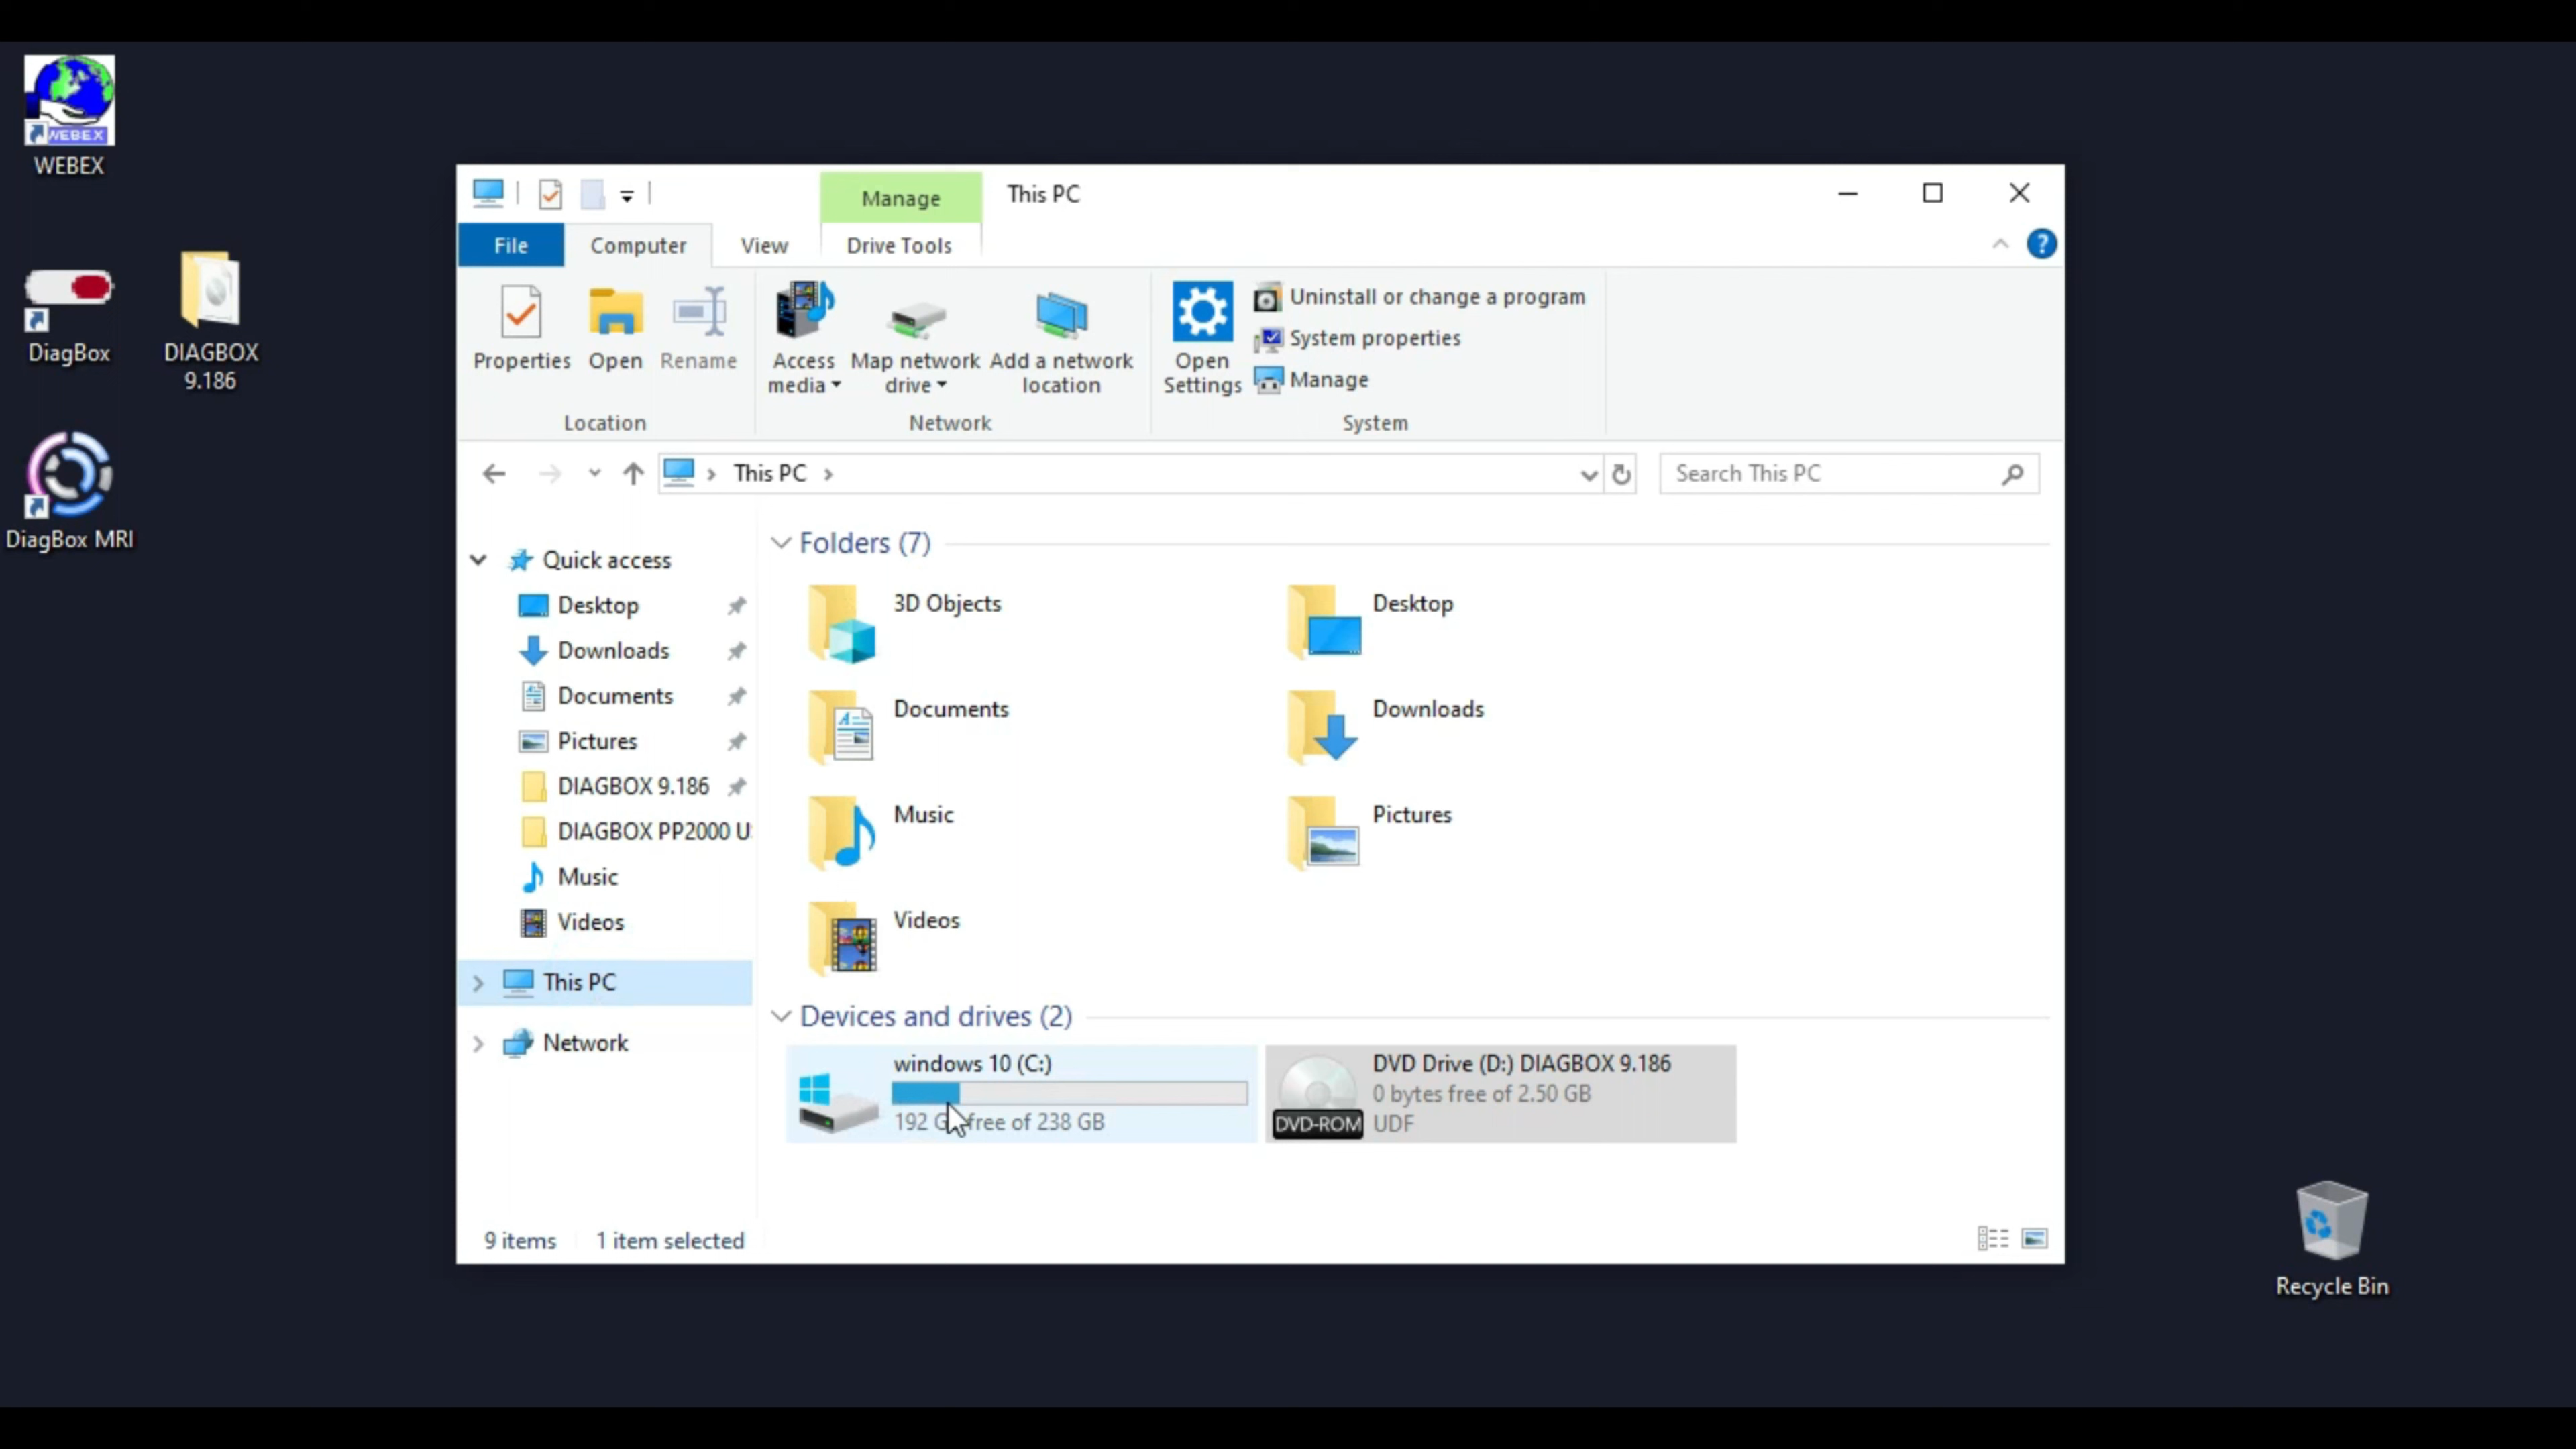 WEBEX
WEBEX
DiagBox
DIAGBOX
9.186
DiagBox MRI
Manage
This PC
File
Computer
View
Drive Tools
Properties
Open
Rename
Access
media
Map network
drive
Add a network
location
Open
Settings
Uninstall or change a program
System properties
Manage
Location
Network
System
This PC
Search This PC
Quick access
Desktop
Downloads
Documents
Pictures
DIAGBOX 9.186
DIAGBOX PP2000 U
Music
Videos
This PC
Network
Folders (7)
3D Objects
Desktop
Documents
Downloads
Music
Pictures
Videos
Devices and drives (2)
windows 10 (C:)
192 G free of 238 GB
DVD Drive (D:) DIAGBOX 9.186
0 bytes free of 2.50 GB
UDF
DVD-ROM
9 items
1 item selected
Recycle Bin